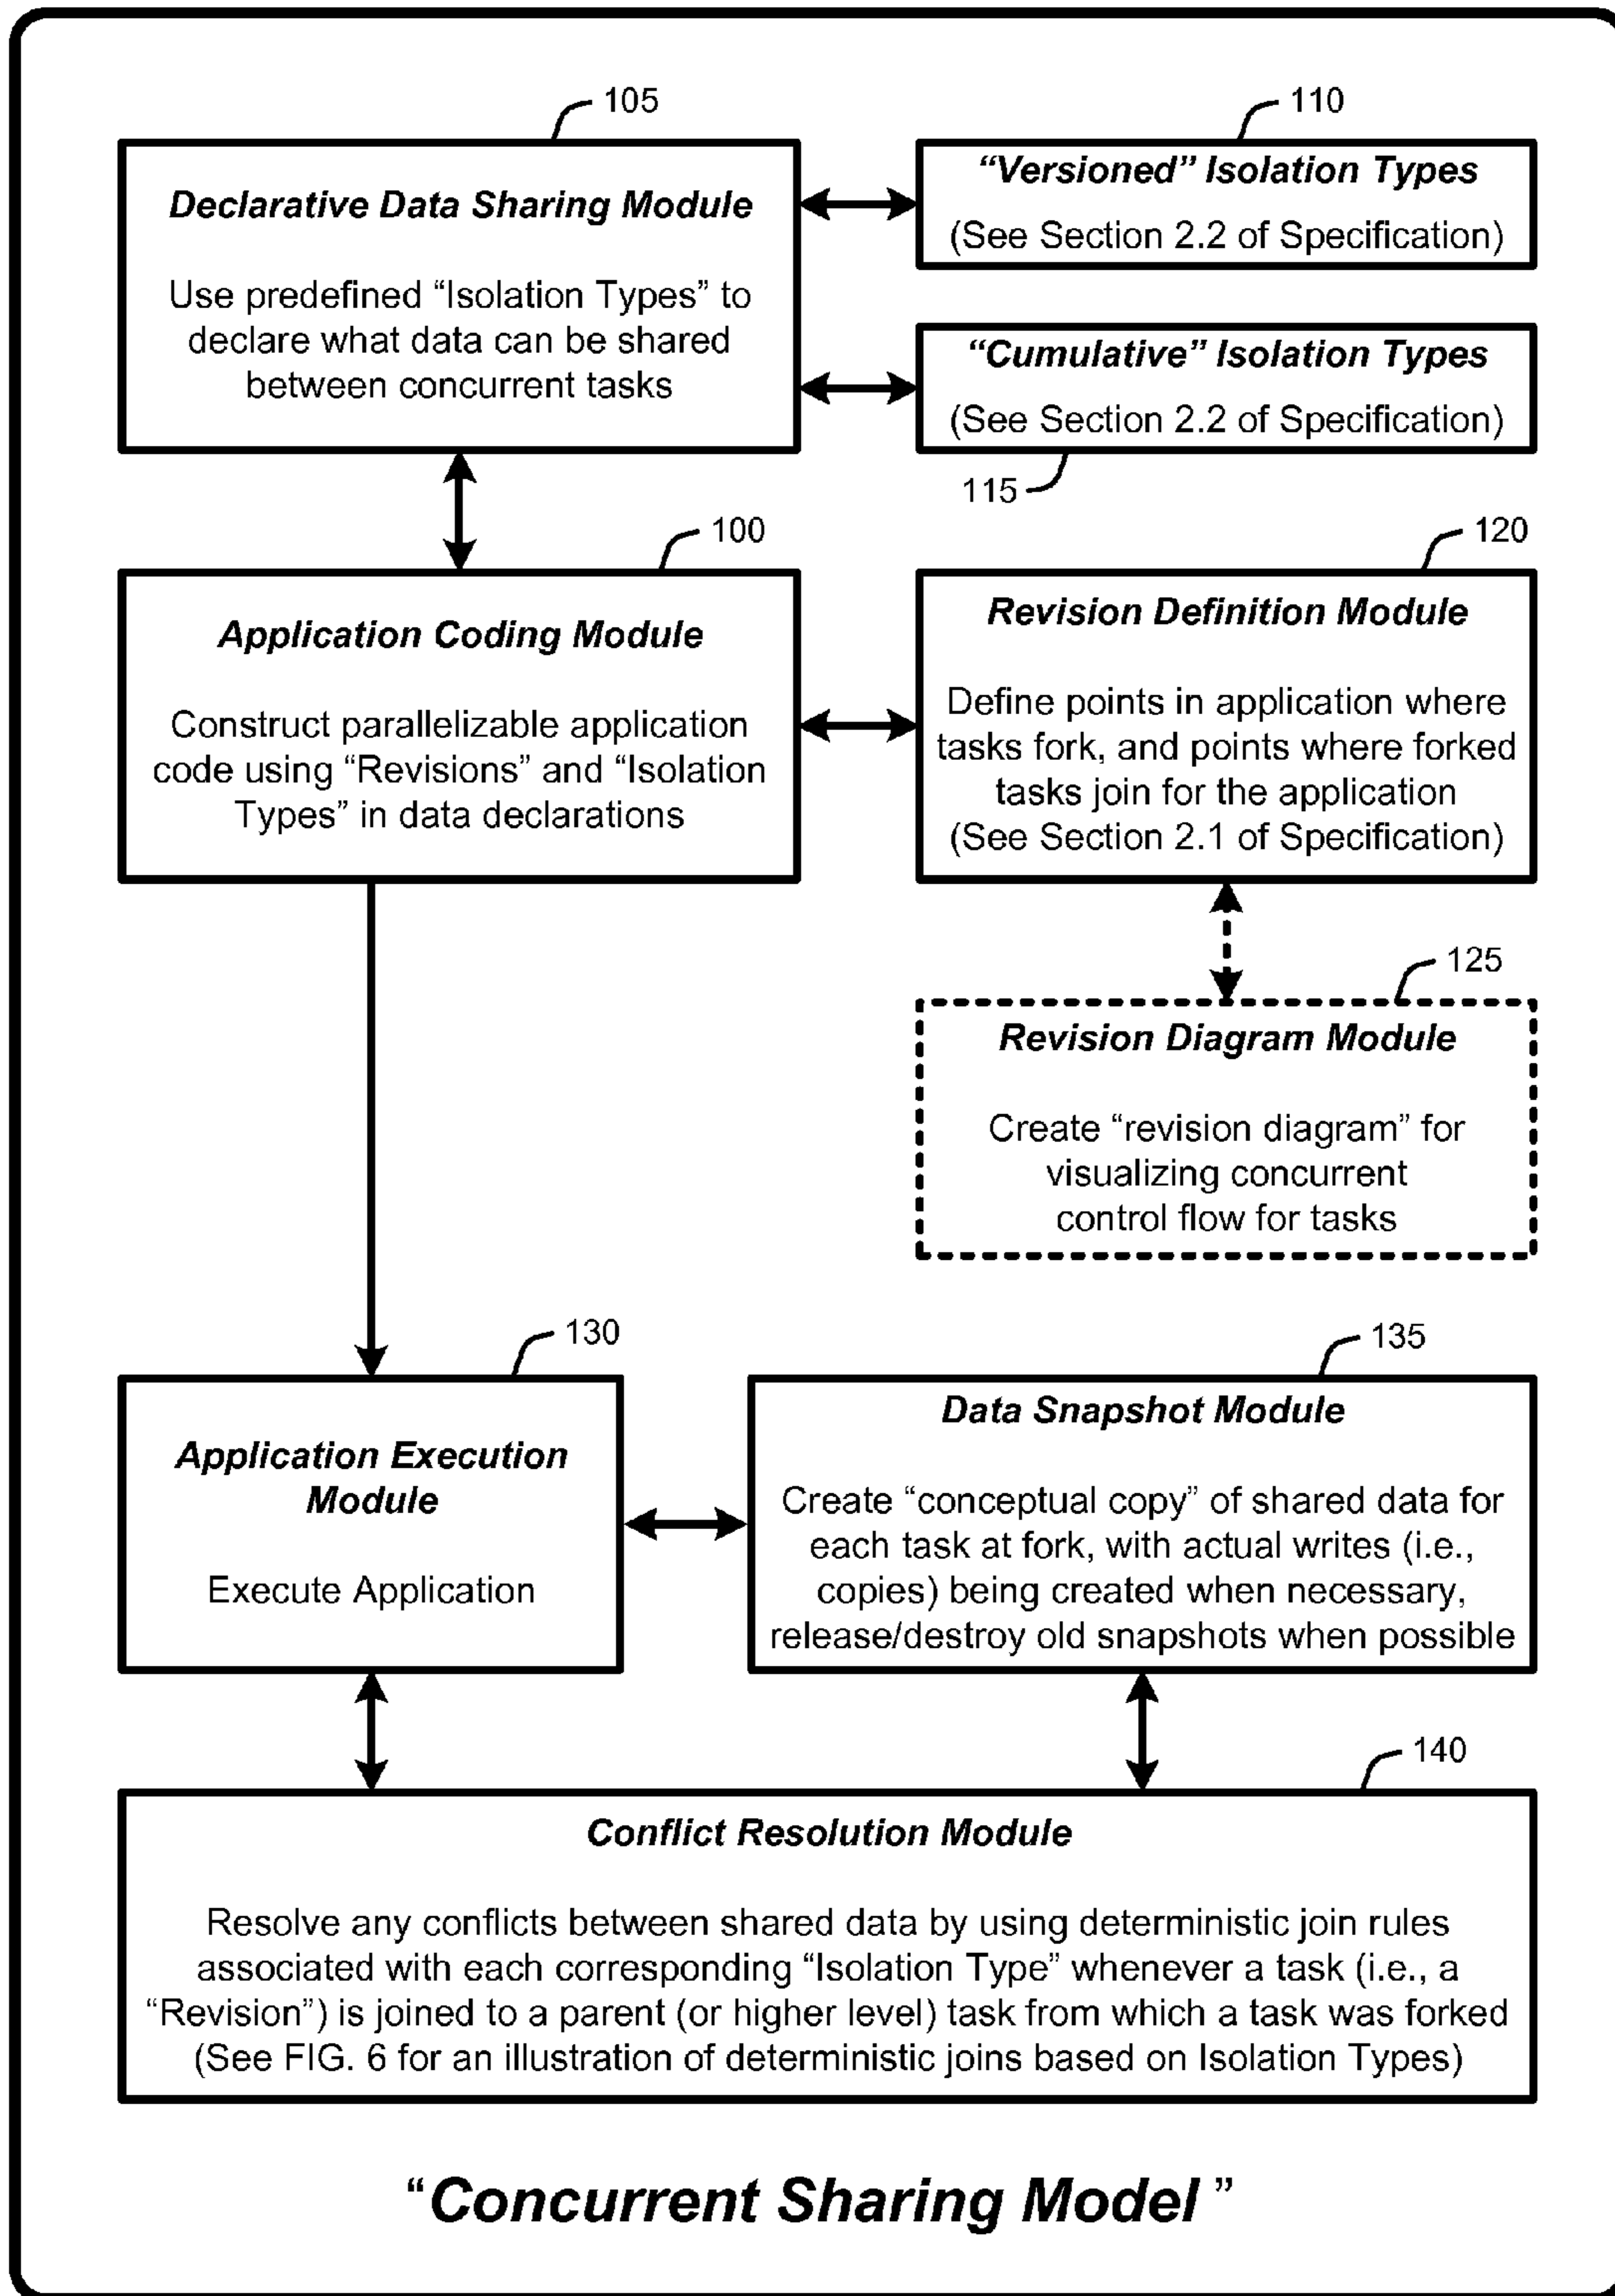 105
Declarative Data Sharing Module
Use predefined “Isolation Types” to
declare what data can be shared
between concurrent tasks
110
“Versioned” Isolation Types
(See Section 2.2 of Specification)
“Cumulative” Isolation Types
(See Section 2.2 of Specification)
115
100
Application Coding Module
Construct parallelizable application
code using “Revisions” and “Isolation
Types” in data declarations
120
Revision Definition Module
Define points in application where
tasks fork, and points where forked
tasks join for the application
(See Section 2.1 of Specification)
125
Revision Diagram Module
Create “revision diagram” for
visualizing concurrent
control flow for tasks
130
Application Execution
Module
Execute Application
135
Data Snapshot Module
Create “conceptual copy” of shared data for
each task at fork, with actual writes (i.e.,
copies) being created when necessary,
release/destroy old snapshots when possible
140
Conflict Resolution Module
Resolve any conflicts between shared data by using deterministic join rules
associated with each corresponding “Isolation Type” whenever a task (i.e., a
“Revision”) is joined to a parent (or higher level) task from which a task was forked
(See FIG. 6 for an illustration of deterministic joins based on Isolation Types)
“Concurrent Sharing Model ”